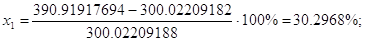 x₁ = (390.91917694 – 300.02209182) / 300.02209188 · 100% = 30.2968%;